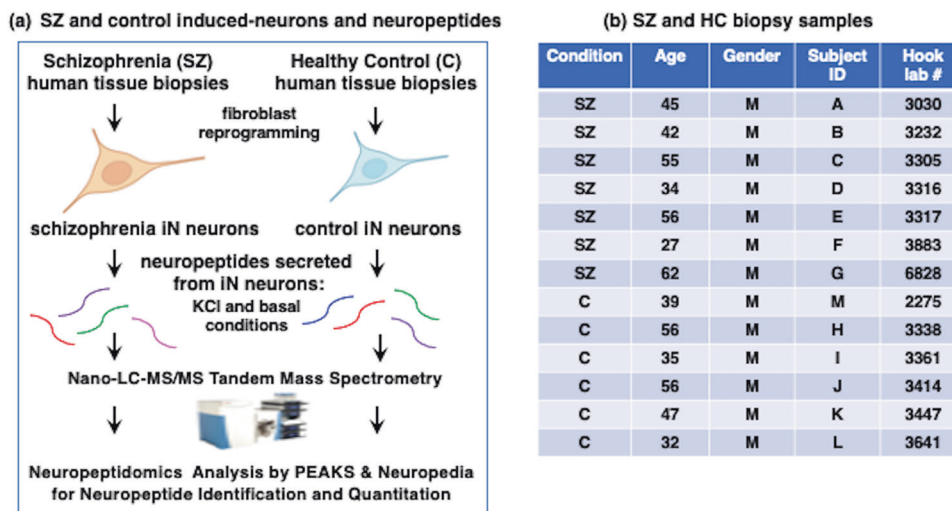 (a) SZ and control induced-neurons and neuropeptides
Schizophrenia (SZ)
human tissue biopsies
Healthy Control (C)
human tissue biopsies
fibroblast
reprogramming
schizophrenia iN neurons
control iN neurons
neuropeptides secreted
from iN neurons:
KCl and basal
conditions
Nano-LC-MS/MS Tandem Mass Spectrometry
Neuropeptidomics Analysis by PEAKS & Neuropedia
for Neuropeptide Identification and Quantitation
(b) SZ and HC biopsy samples
Condition Age Gender Subject ID Hook lab #
SZ 45 M A 3030
SZ 42 M B 3232
SZ 55 M C 3305
SZ 34 M D 3316
SZ 56 M E 3317
SZ 27 M F 3883
SZ 62 M G 6828
C 39 M M 2275
C 56 M H 3338
C 35 M I 3361
C 56 M J 3414
C 47 M K 3447
C 32 M L 3641